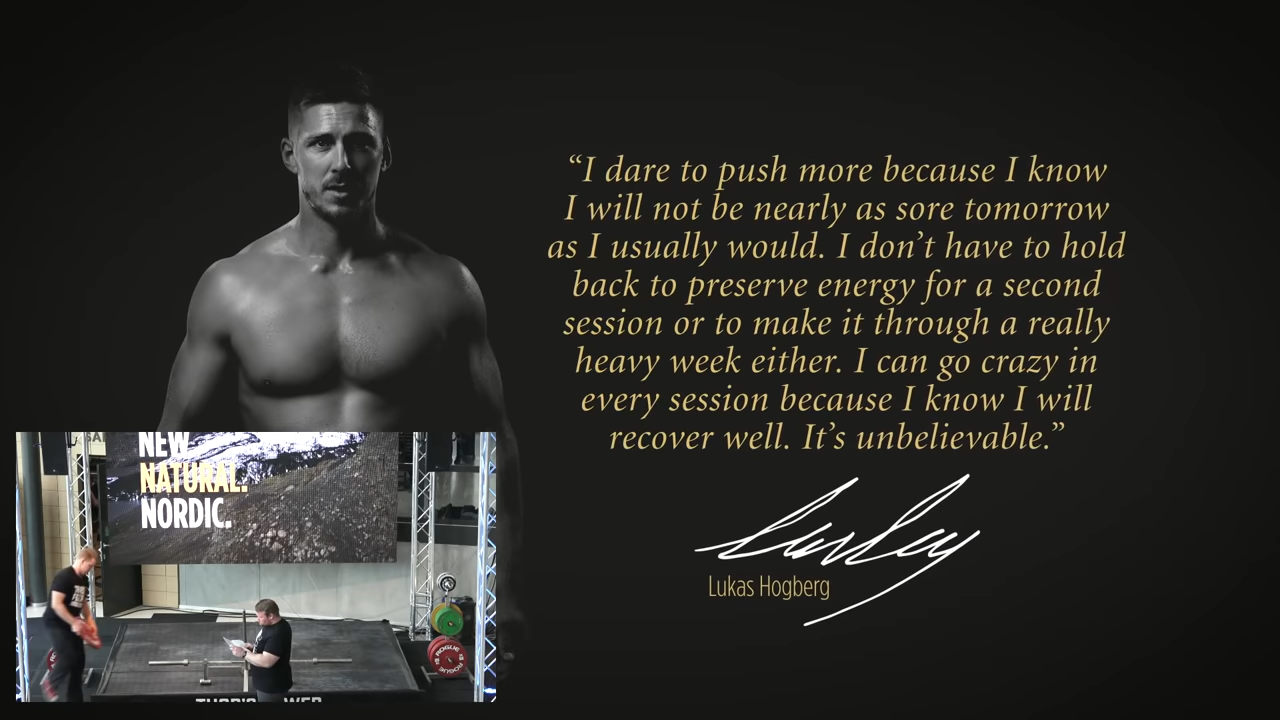 “I dare to push more because I know
I will not be nearly as sore tomorrow
as I usually would. I don’t have to hold
back to preserve energy for a second
session or to make it through a really
heavy week either. I can go crazy in
every session because I know I will
recover well. It’s unbelievable.”
Lukas Hogberg
NEW
NATURAL.
NORDIC.
ROGUE